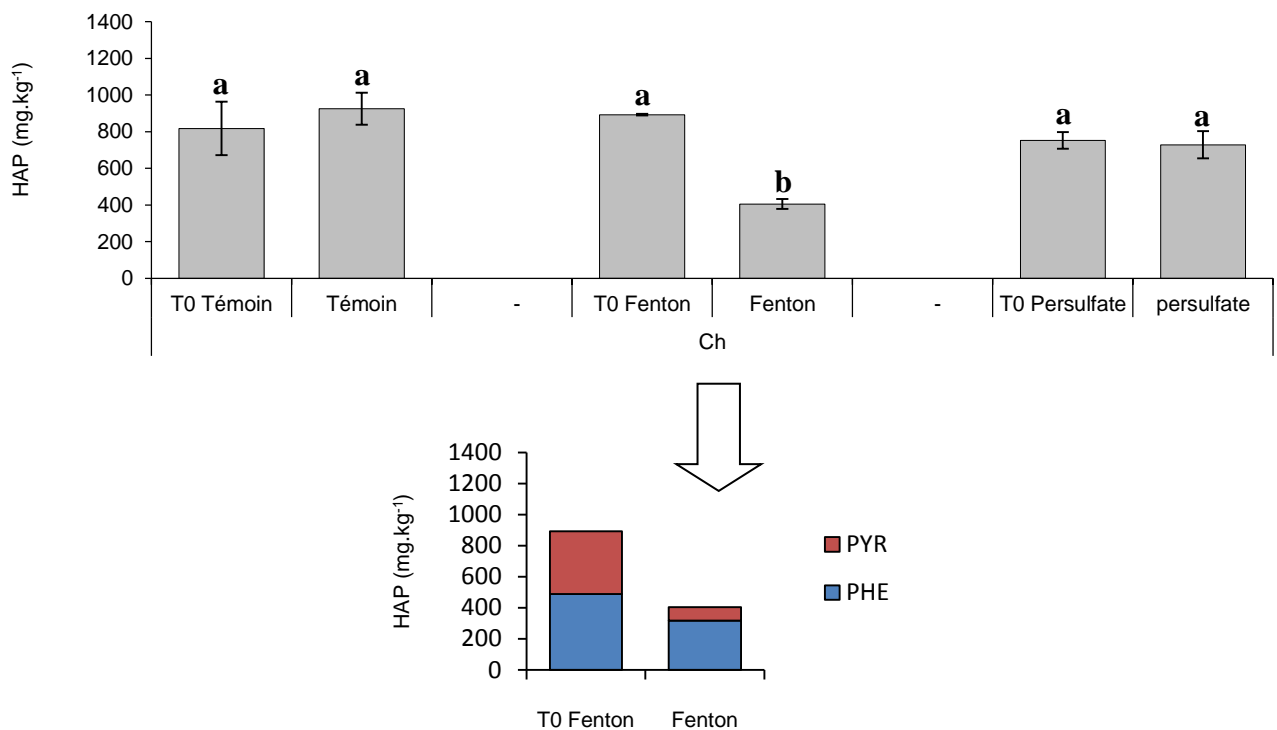 1400
1200
1000
800
600
400
200
0
HAP (mg.kg-1)
a
a
a
b
a
a
T0 Témoin
Témoin
-
T0 Fenton
Fenton
-
T0 Persulfate
persulfate
Ch
1400
1200
1000
800
600
400
200
0
HAP (mg.kg-1)
PYR
PHE
T0 Fenton
Fenton